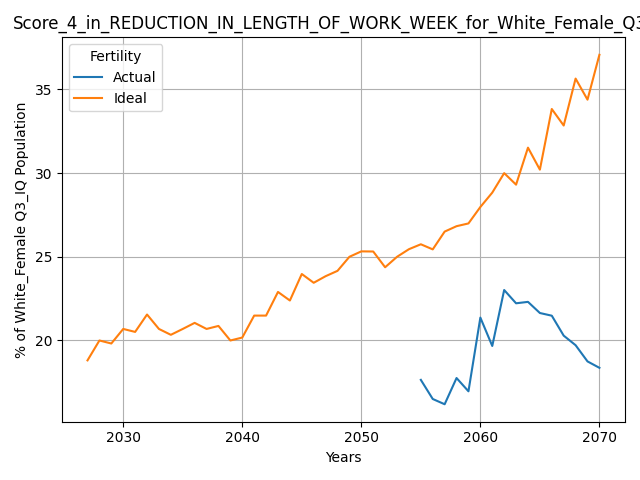 Score_4_in_REDUCTION_IN_LENGTH_OF_WORK_WEEK_for_White_Female_Q3
Fertility
Actual
Ideal
% of White_Female Q3_IQ Population
35
30
25
20
2030 2040 2050 2060 2070
Years